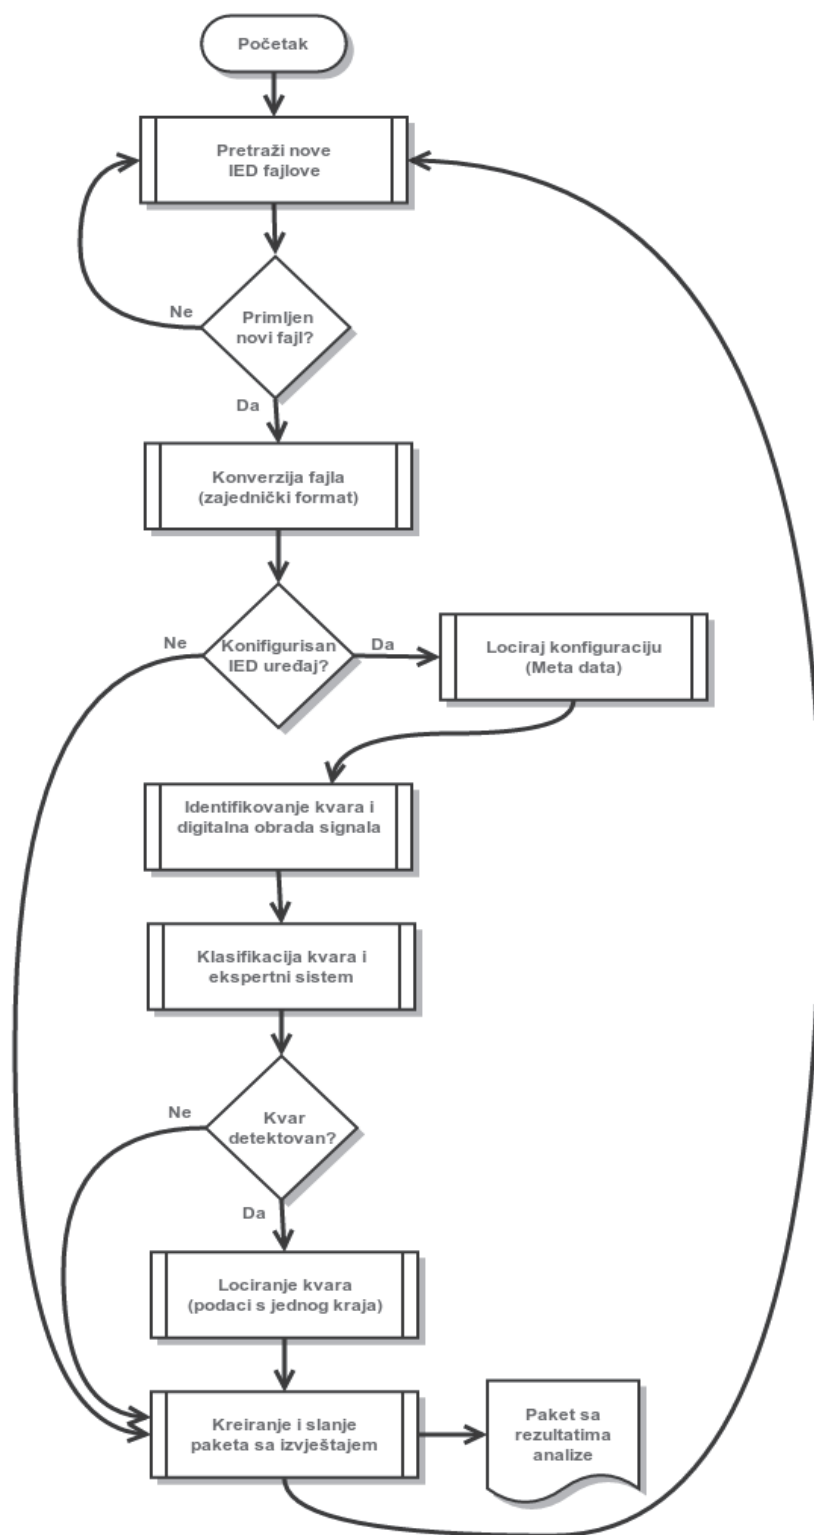 Početak
Pretraži nove
IED fajlove
Ne
Primljen
novi fajl?
Da
Konverzija fajla
(zajednički format)
Ne
Konifigurisan
IED uređaj?
Da
Lociraj konfiguraciju
(Meta data)
Identifikovanje kvara i
digitalna obrada signala
Klasifikacija kvara i
ekspertni sistem
Ne
Kvar
detektovan?
Da
Lociranje kvara
(podaci s jednog kraja)
Kreiranje i slanje
paketa sa izvještajem
Paket sa
rezultatima
analize